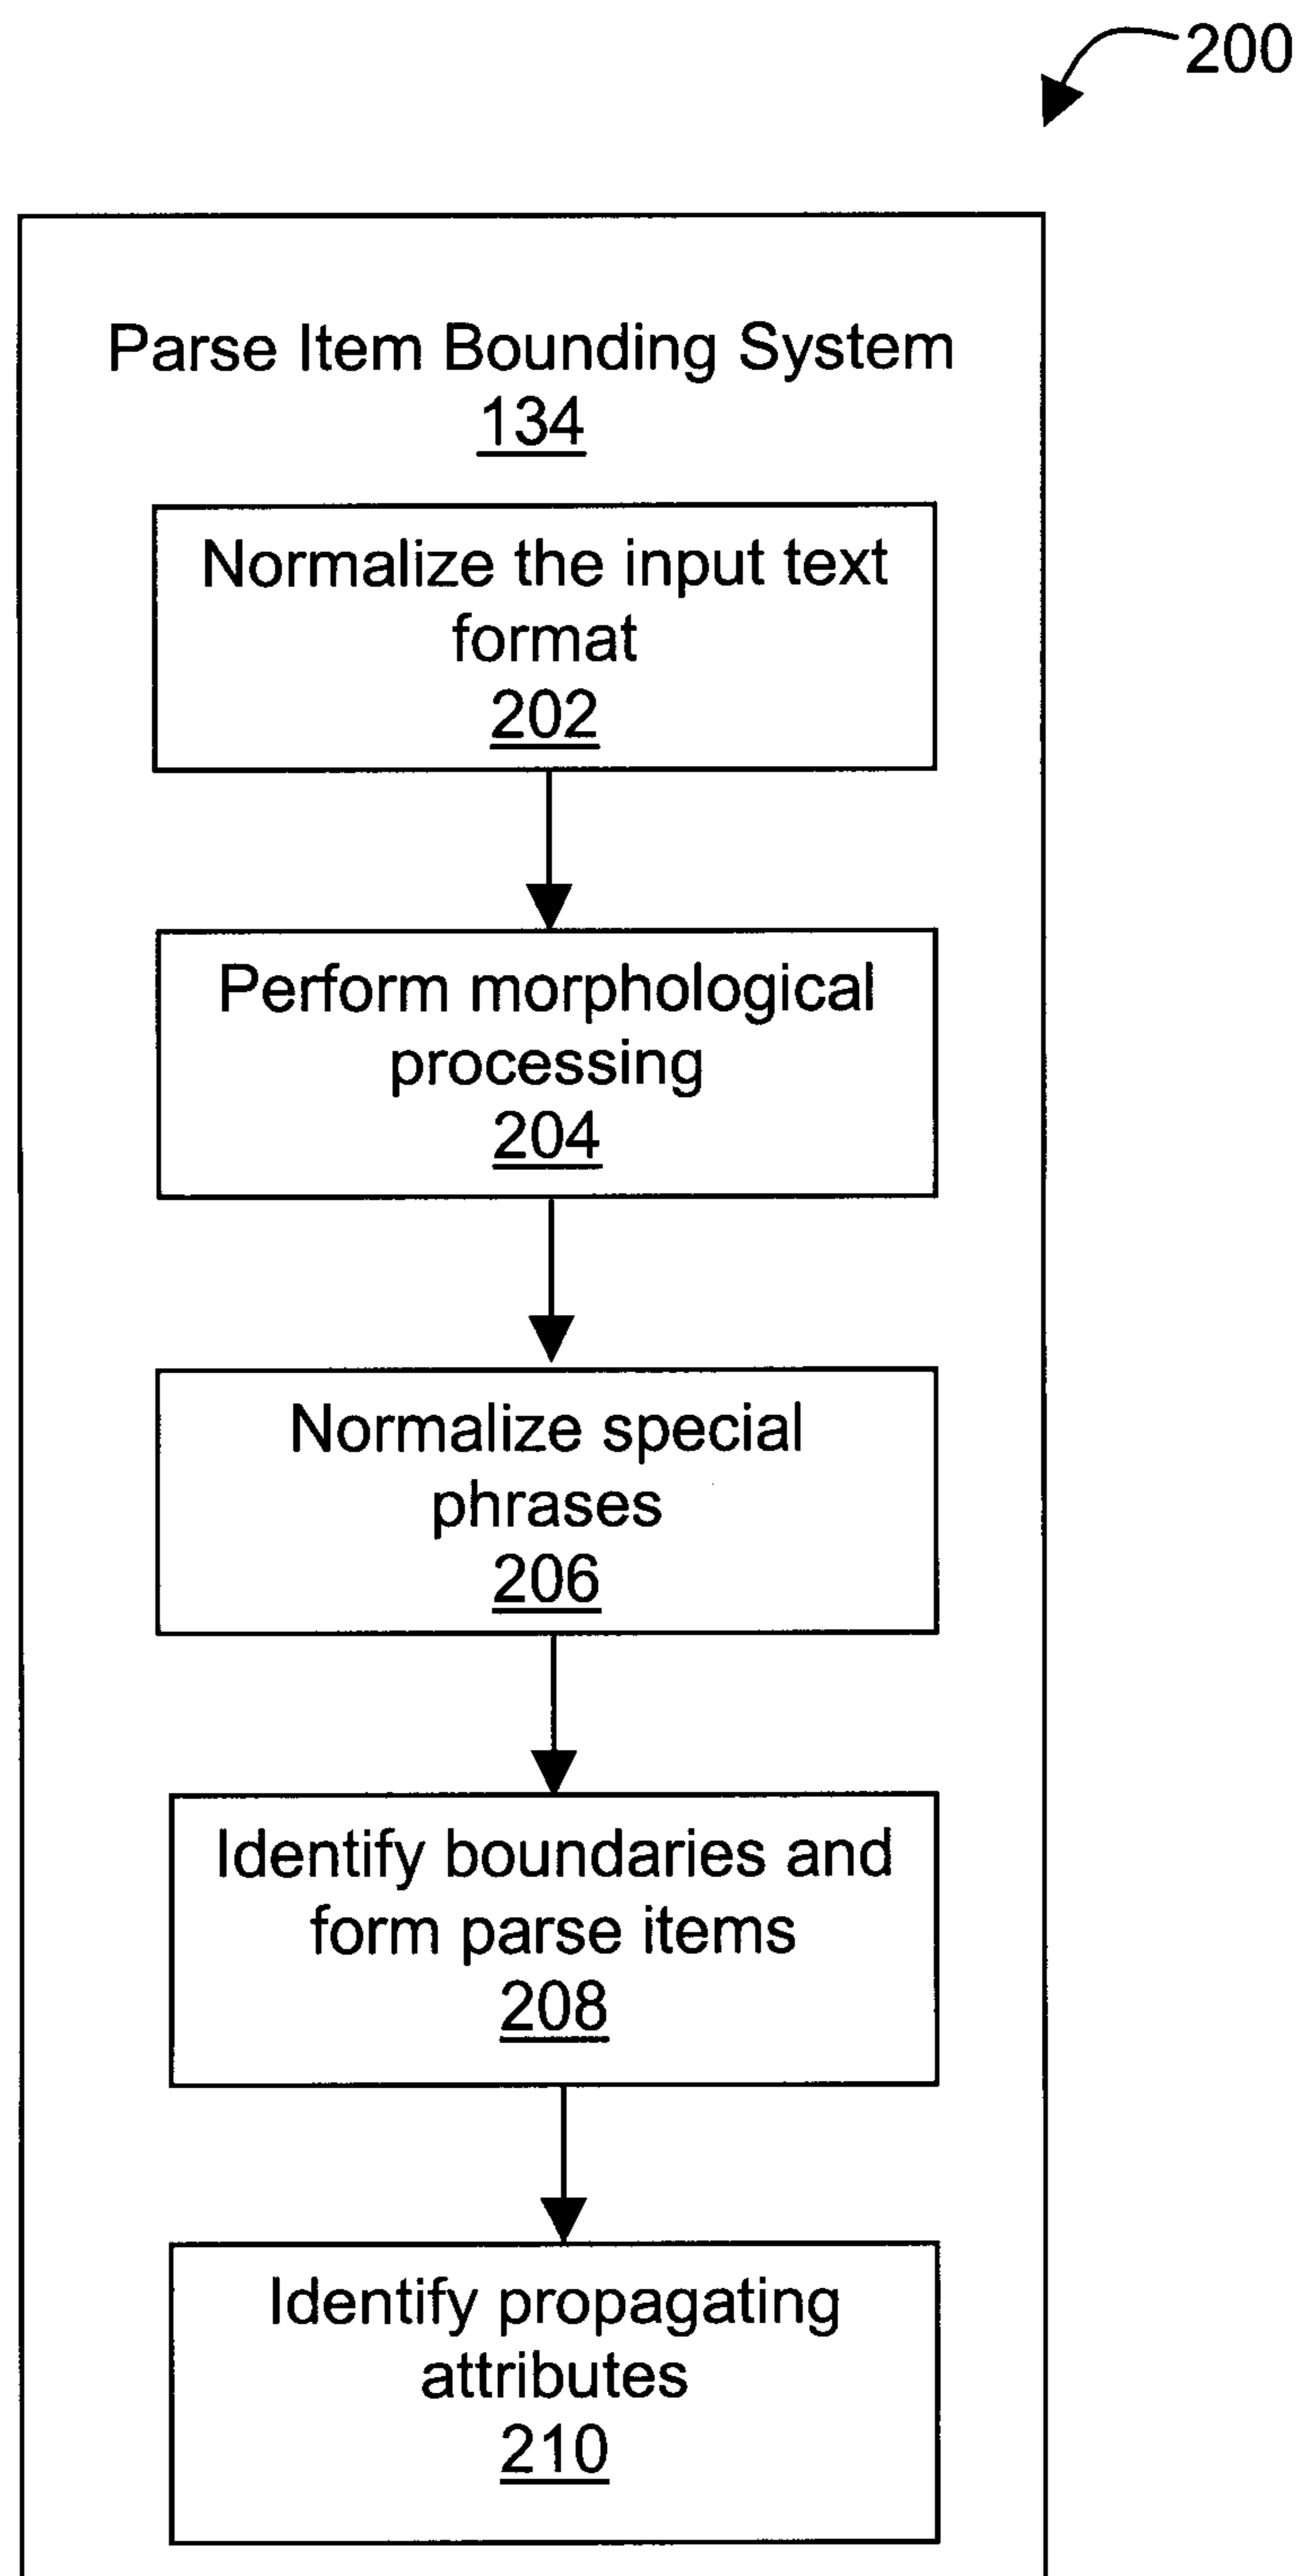 200
Parse Item Bounding System
134
Normalize the input text
format
202
Perform morphological
processing
204
Normalize special
phrases
206
Identify boundaries and
form parse items
208
Identify propagating
attributes
210